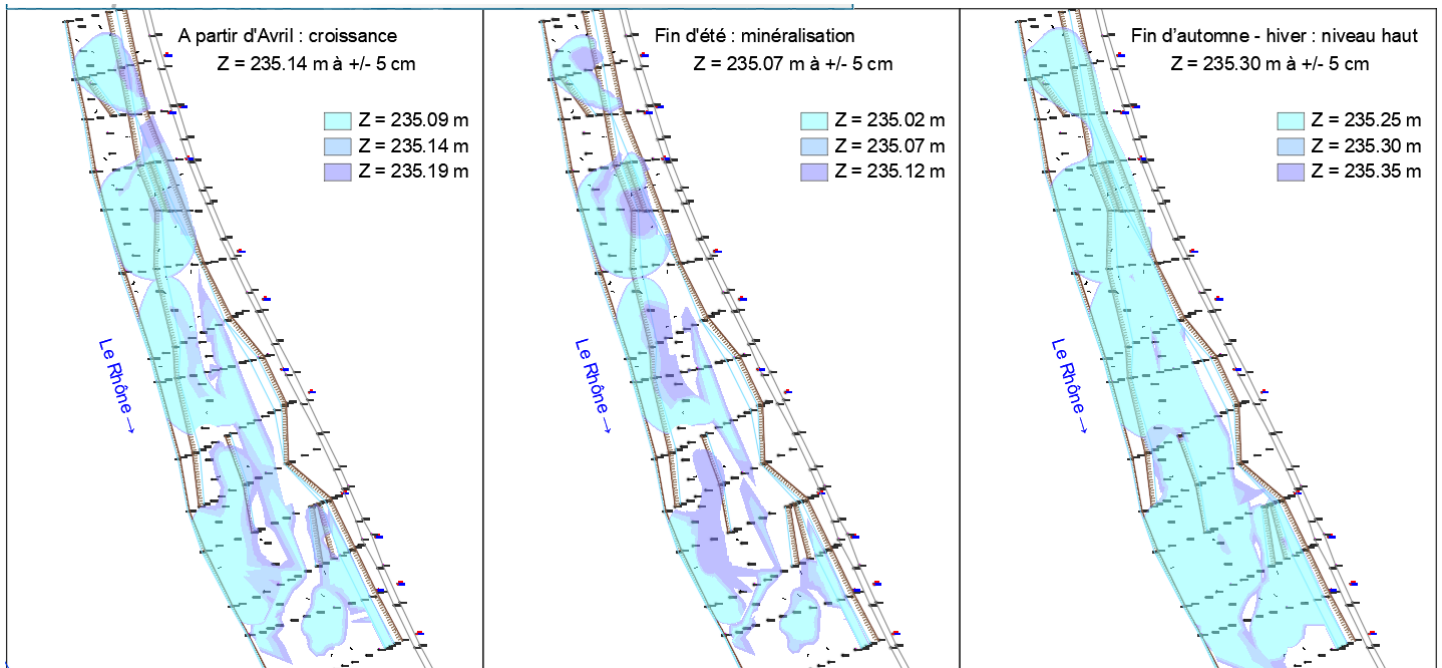 A partir d'Avril : croissance
Z = 235.14 m à +/- 5 cm
Z = 235.09 m
Z = 235.14 m
Z = 235.19 m
Le Rhône →
Fin d'été : minéralisation
Z = 235.07 m à +/- 5 cm
Z = 235.02 m
Z = 235.07 m
Z = 235.12 m
Le Rhône →
Fin d'automne - hiver : niveau haut
Z = 235.30 m à +/- 5 cm
Z = 235.25 m
Z = 235.30 m
Z = 235.35 m
Le Rhône →